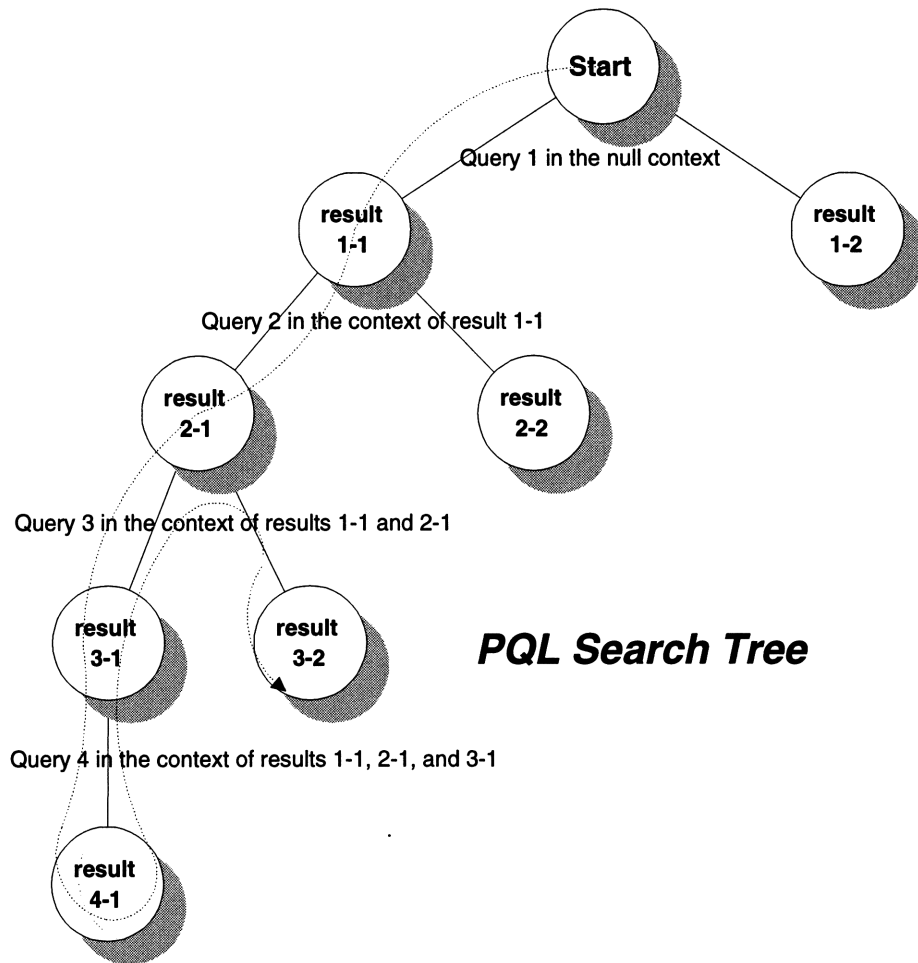 Start
Query 1 in the null context
result
1-1
result
1-2
Query 2 in the context of result 1-1
result
2-1
result
2-2
Query 3 in the context of results 1-1 and 2-1
result
3-1
result
3-2
PQL Search Tree
Query 4 in the context of results 1-1, 2-1, and 3-1
result
4-1